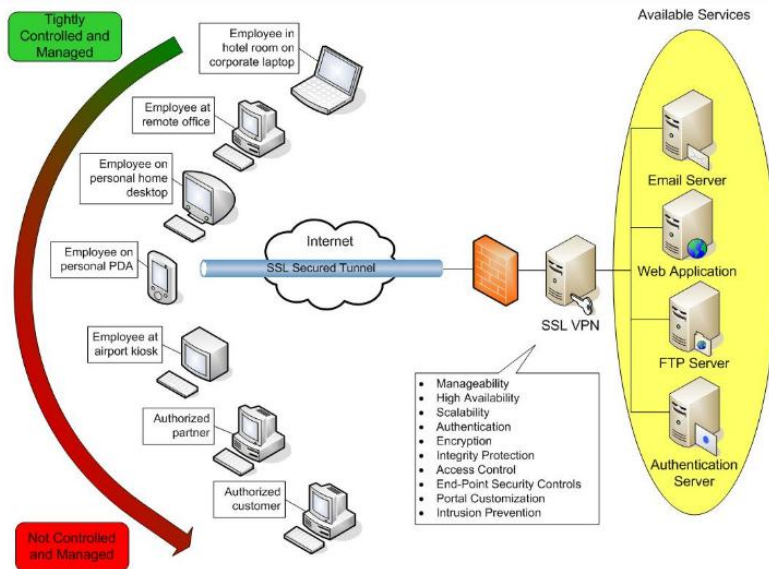 Tightly
Controlled and
Managed
Employee in
hotel room on
corporate laptop
Employee at
remote office
Employee on
personal home
desktop
Employee on
personal PDA
Employee at
airport kiosk
Authorized
partner
Authorized
customer
Not Controlled
and Managed
Internet
SSL Secured Tunnel
SSL VPN
• Manageability
• High Availability
• Scalability
• Authentication
• Encryption
• Integrity Protection
• Access Control
• End-Point Security Controls
• Portal Customization
• Intrusion Prevention
Available Services
Email Server
Web Application
FTP Server
Authentication
Server